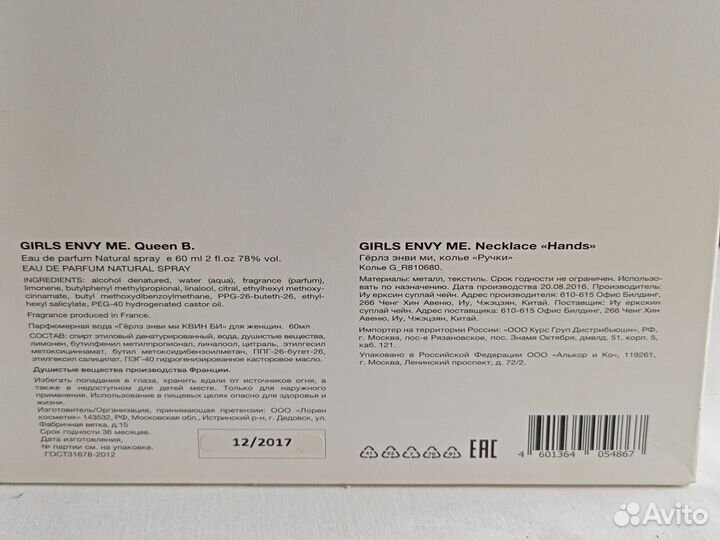 GIRLS ENVY ME. Queen B.
Eau de parfum Natural spray e 60 ml 2 fl.oz 78% vol.
EAU DE PARFUM NATURAL SPRAY
INGREDIENTS: alcohol denatured, water (aqua), fragrance (parfum),
limonene, butylphenyl methylpropional, linalool, citral, ethylhexyl methoxy-
cinnamate, butyl methoxydibenzoylmethane, PPG-26-buteth-26, ethyl-
hexyl salicylate, PEG-40 hydrogenated castor oil.
Fragrance produced in France.
Парфюмерная вода «Гёрлз энви ми КВИН БИ» для женщин. 60мл
СОСТАВ: спирт этиловый денатурированный, вода, душистые вещества,
лимонен, бутилфенил метилпропионал, линалоол, цитрал, этилгексил
метоксициннамат, бутил метоксидибензоилметан, ППГ-26-бутет-26,
этилгексил салицилат, ПЭГ-40 гидрогенизированное касторовое масло.
Душистые вещества производства Франции.
Избегать попадания в глаза, хранить вдали от источников огня, а
также в недоступном для детей месте. Только для наружного
применения. Использование в пищевых целях опасно для здоровья
и жизни.
Изготовитель/Организация, принимающая претензии: ООО «Лорен
косметик» 143532, РФ, Московская обл., Истринский р-н, г. Дедовск, ул.
Фабричная ветка, д.15
Срок годности 36 месяцев.
Дата изготовления,
№ партии см. на упаковке.
ГОСТ31678-2012
12/2017
GIRLS ENVY ME. Necklace «Hands»
Гёрлз энви ми, колье «Ручки»
Колье G_R810680.
Материалы: металл, текстиль. Срок годности не ограничен. Использо-
вать по назначению. Дата производства: 20.08.2016. Производитель:
Иу ерксин суплай чейн. Адрес производителя: 610-615 Офис Билдинг,
266 Ченг Хин Авеню, Иу, Чжэцзян, Китай. Поставщик: Иу еркскин
суплай чейн. Адрес поставщика: 610-615 Офис Билдинг, 266 Ченг Хин
Авеню, Иу, Чжэцзян, Китай.
Импортер на территории России: «ООО Курс Груп Дистрибьюшн», РФ,
г. Москва, пос-е Рязановское, пос. Знамя Октября, дмвлд. 51, корп. 5,
каб. 121.
Упаковано в Российской Федерации ООО «Алькор и Ко», 119261,
г. Москва, Ленинский проспект, д. 72/2.
EAC
4 601364 054867
Avito